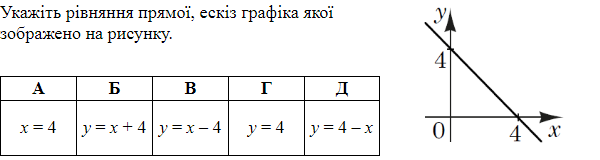 Укажіть рівняння прямої, ескіз графіка якої
зображено на рисунку.
А Б В Г Д
x = 4 y = x + 4 y = x – 4 y = 4 y = 4 – x
y
4
0 4 x